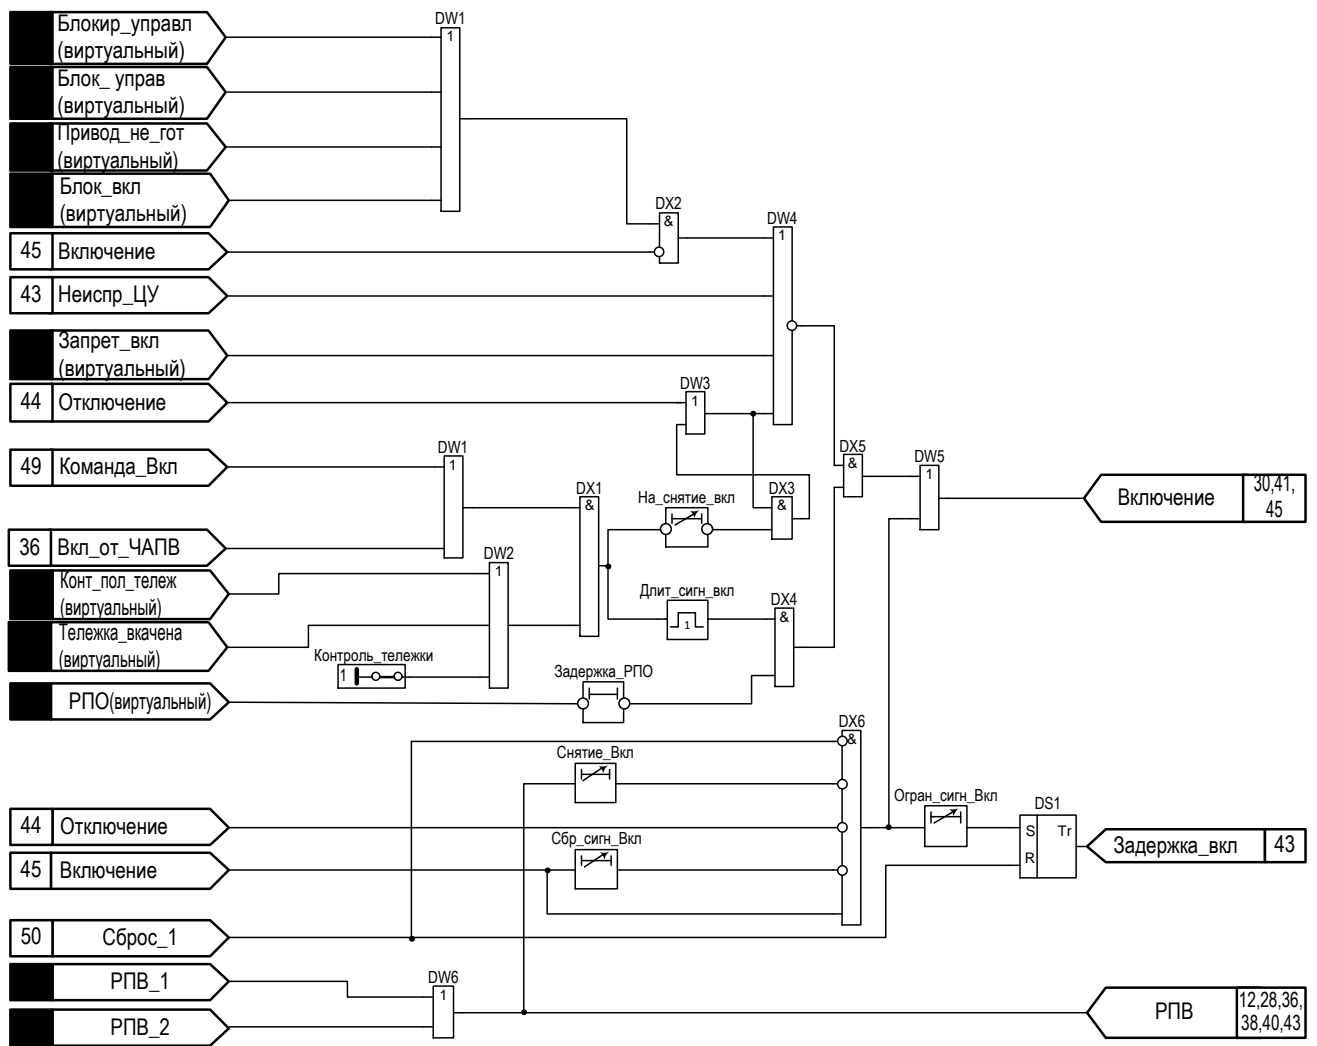 Блокир_управл
(виртуальный)
DW1
1
Блок_ управ
(виртуальный)
Привод_не_гот
(виртуальный)
Блок_вкл
(виртуальный)
DX2
&
DW4
1
45 Включение
43 Неиспр_ЦУ
Запрет_вкл
(виртуальный)
DW3
1
44 Отключение
DW1
1
DX5
&
DW5
1
49 Команда_Вкл
DX1
&
На_снятие_вкл
DX3
&
Включение 30,41,
45
36 Вкл_от_ЧАПВ
DW2
1
Конт_пол_тележ
(виртуальный)
Длит_сигн_вкл
1
DX4
&
Тележка_вкачена
(виртуальный)
Контроль_тележки
1
Задержка_РПО
РПО(виртуальный)
DX6
&
Снятие_Вкл
Огран_сигн_Вкл
DS1
S Tr
R
44 Отключение
Сбр_сигн_Вкл
Задержка_вкл 43
45 Включение
50 Сброс_1
РПВ_1
DW6
1
РПВ_2
РПВ 12,28,36,
38,40,43